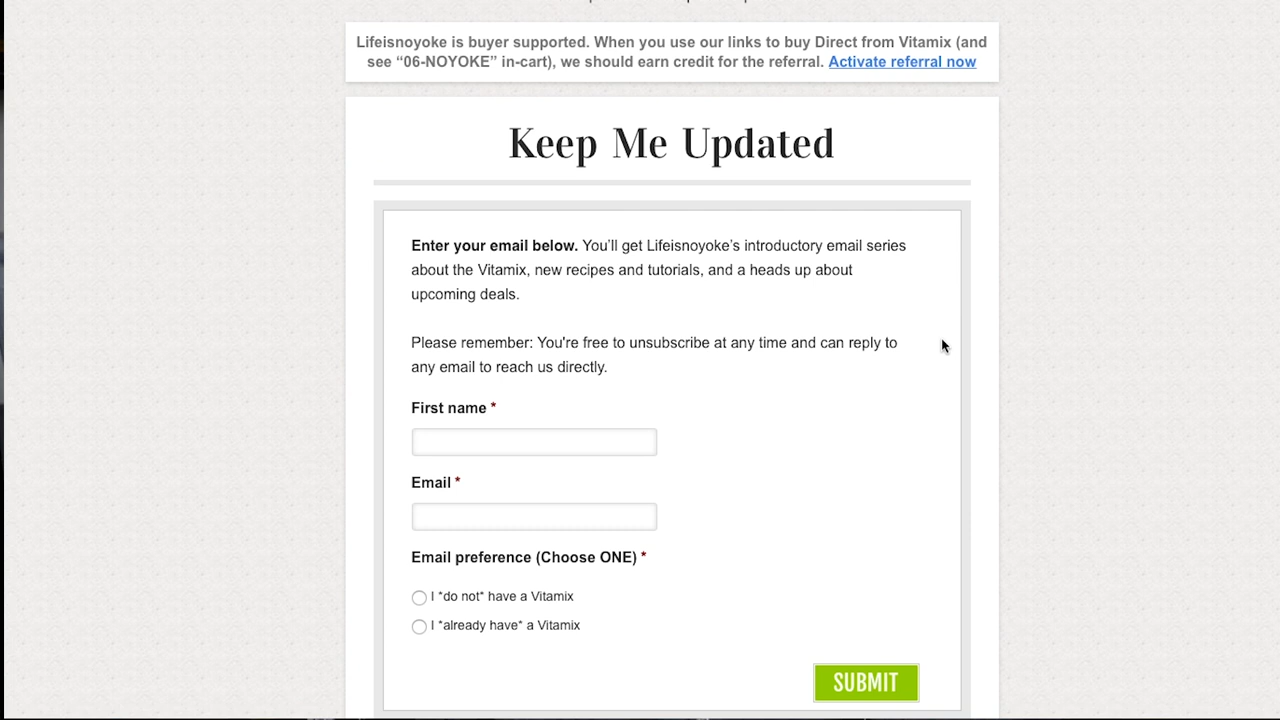 Lifeisnoyoke is buyer supported. When you use our links to buy Direct from Vitamix (and
see “06-NOYOKE” in-cart), we should earn credit for the referral. Activate referral now
Keep Me Updated
Enter your email below. You’ll get Lifeisnoyoke’s introductory email series
about the Vitamix, new recipes and tutorials, and a heads up about
upcoming deals.
Please remember: You're free to unsubscribe at any time and can reply to
any email to reach us directly.
First name *
Email *
Email preference (Choose ONE) *
I *do not* have a Vitamix
I *already have* a Vitamix
SUBMIT